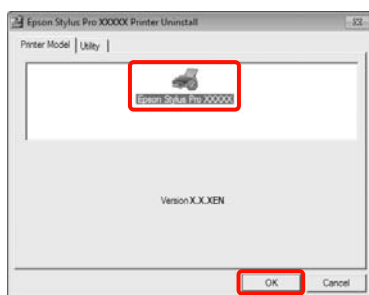 Epson Stylus Pro XXXXX Printer Uninstall
Printer Model Utility
Epson Stylus Pro XXXXX
Version X.X.XEN
OK Cancel